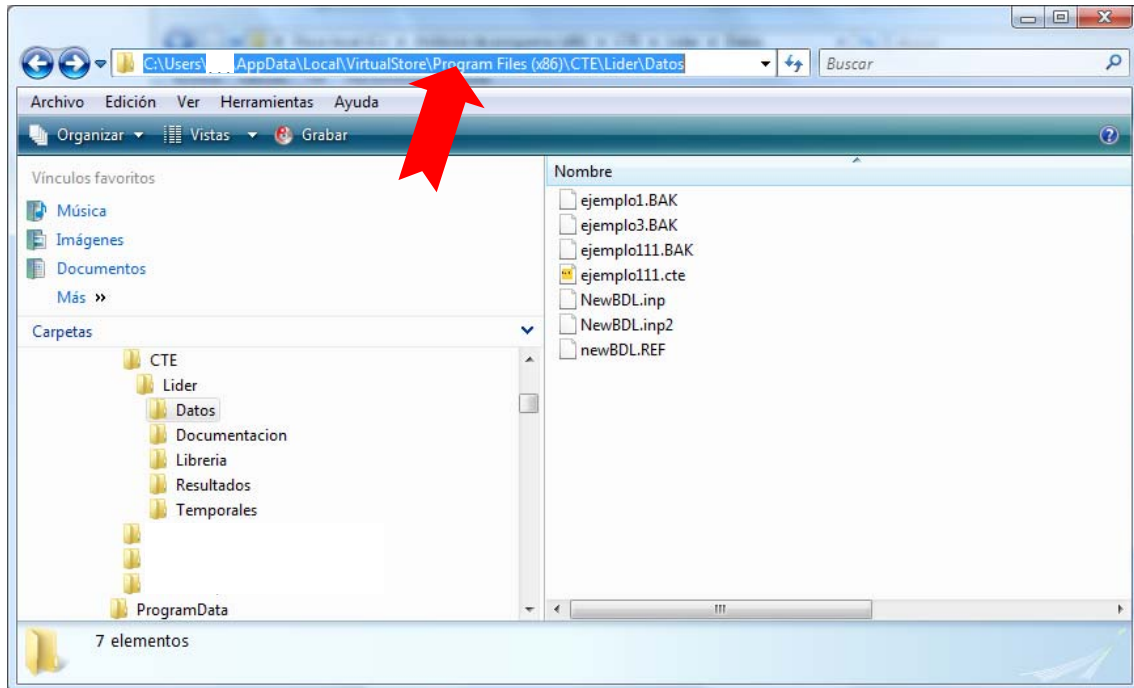 C:\Users\ AppData\Local\VirtualStore\Program Files (x86)\CTE\Lider\Datos
Buscar
Archivo Edición Ver Herramientas Ayuda
Organizar Vistas Grabar
Vínculos favoritos
Música
Imágenes
Documentos
Más »
Carpetas
CTE
Lider
Datos
Documentacion
Libreria
Resultados
Temporales
ProgramData
Nombre
ejemplo1.BAK
ejemplo3.BAK
ejemplo111.BAK
ejemplo111.cte
NewBDL.inp
NewBDL.inp2
newBDL.REF
7 elementos